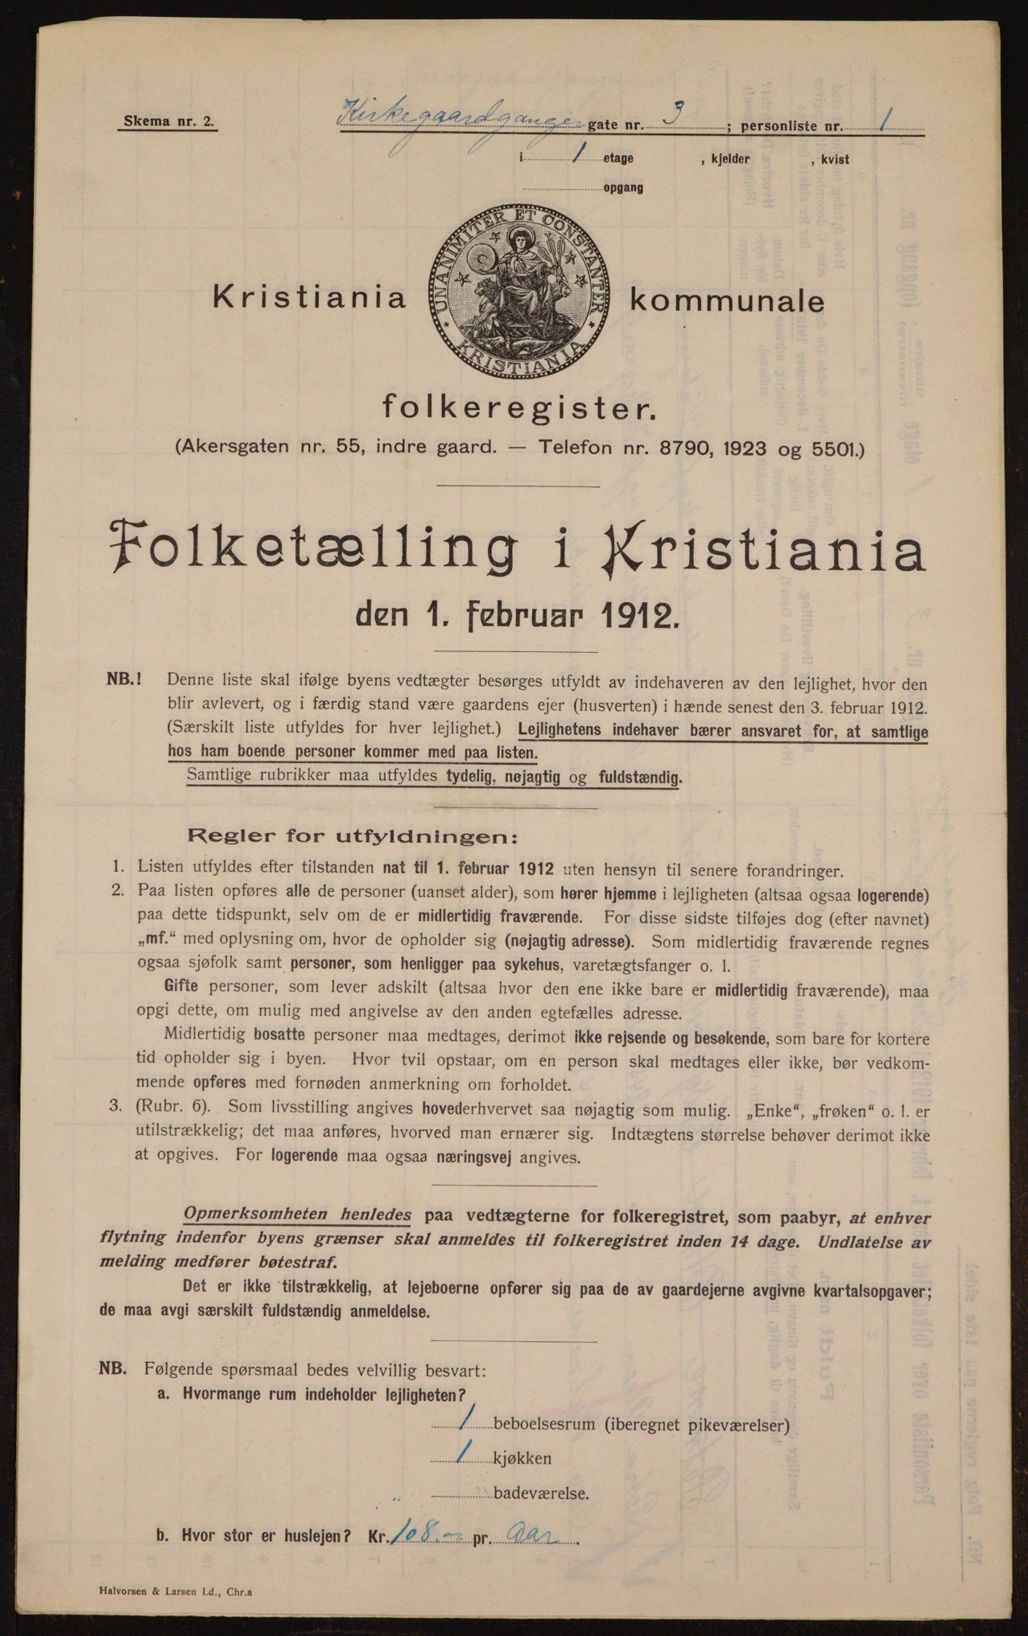 Skema nr. 2.
Kirkegaardgangen gate nr. 3 ; personliste nr. 1
i 1 etage , kjelder , kvist
opgang
UNANIMITER ET CONSTANTER
KRISTIANIA
Kristiania kommunale
folkeregister.
(Akersgaten nr. 55, indre gaard. — Telefon nr. 8790, 1923 og 5501.)
Folketælling i Kristiania
den 1. februar 1912.
NB.! Denne liste skal ifølge byens vedtægter besørges utfyldt av indehaveren av den lejlighet, hvor den
blir avlevert, og i færdig stand være gaardens ejer (husverten) i hænde senest den 3. februar 1912.
(Særskilt liste utfyldes for hver lejlighet.) Lejlighetens indehaver bærer ansvaret for, at samtlige
hos ham boende personer kommer med paa listen.
Samtlige rubrikker maa utfyldes tydelig, nøjagtig og fuldstændig.
Regler for utfyldningen:
1. Listen utfyldes efter tilstanden nat til 1. februar 1912 uten hensyn til senere forandringer.
2. Paa listen opføres alle de personer (uanset alder), som hører hjemme i lejligheten (altsaa ogsaa logerende)
paa dette tidspunkt, selv om de er midlertidig fraværende. For disse sidste tilføjes dog (efter navnet)
„mf.“ med oplysning om, hvor de opholder sig (nøjagtig adresse). Som midlertidig fraværende regnes
ogsaa sjøfolk samt personer, som henligger paa sykehus, varetægtsfanger o. l.
Gifte personer, som lever adskilt (altsaa hvor den ene ikke bare er midlertidig fraværende), maa
opgi dette, om mulig med angivelse av den anden egtefælles adresse.
Midlertidig bosatte personer maa medtages, derimot ikke rejsende og besøkende, som bare for kortere
tid opholder sig i byen. Hvor tvil opstaar, om en person skal medtages eller ikke, bør vedkom-
mende opføres med fornøden anmerkning om forholdet.
3. (Rubr. 6). Som livsstilling angives hovederhvervet saa nøjagtig som mulig. „Enke“, „frøken“ o. l. er
utilstrækkelig; det maa anføres, hvorved man ernærer sig. Indtægtens størrelse behøver derimot ikke
at opgives. For logerende maa ogsaa næringsvej angives.
Opmerksomheten henledes paa vedtægterne for folkeregistret, som paabyr, at enhver
flytning indenfor byens grænser skal anmeldes til folkeregistret inden 14 dage. Undlatelse av
melding medfører bøtestraf.
Det er ikke tilstrækkelig, at lejeboerne opfører sig paa de av gaardejerne avgivne kvartalsopgaver;
de maa avgi særskilt fuldstændig anmeldelse.
NB. Følgende spørsmaal bedes velvillig besvart:
a. Hvormange rum indeholder lejligheten?
1 beboelsesrum (iberegnet pikeværelser)
1 kjøkken
badeværelse.
b. Hvor stor er huslejen? Kr. 108.— pr. Aar.
Halvorsen & Larsen Ld., Chr.a